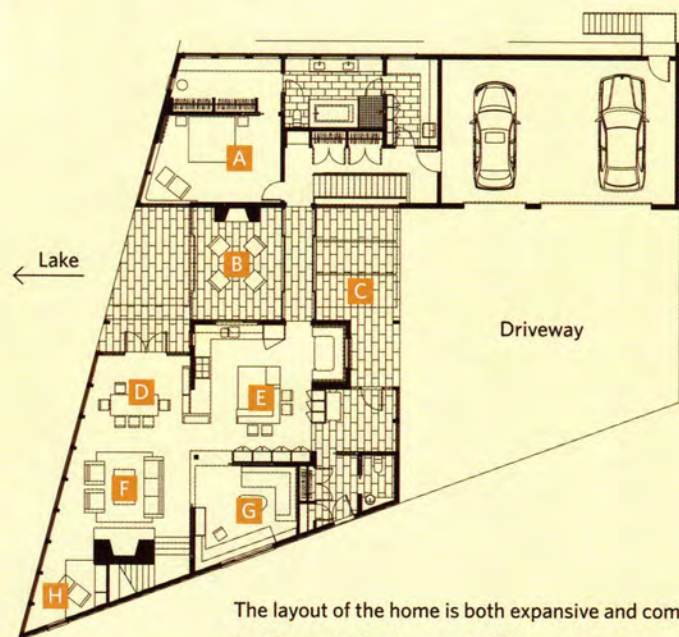 A
B
Lake
C
Driveway
D
E
F
G
H
The layout of the home is both expansive and com